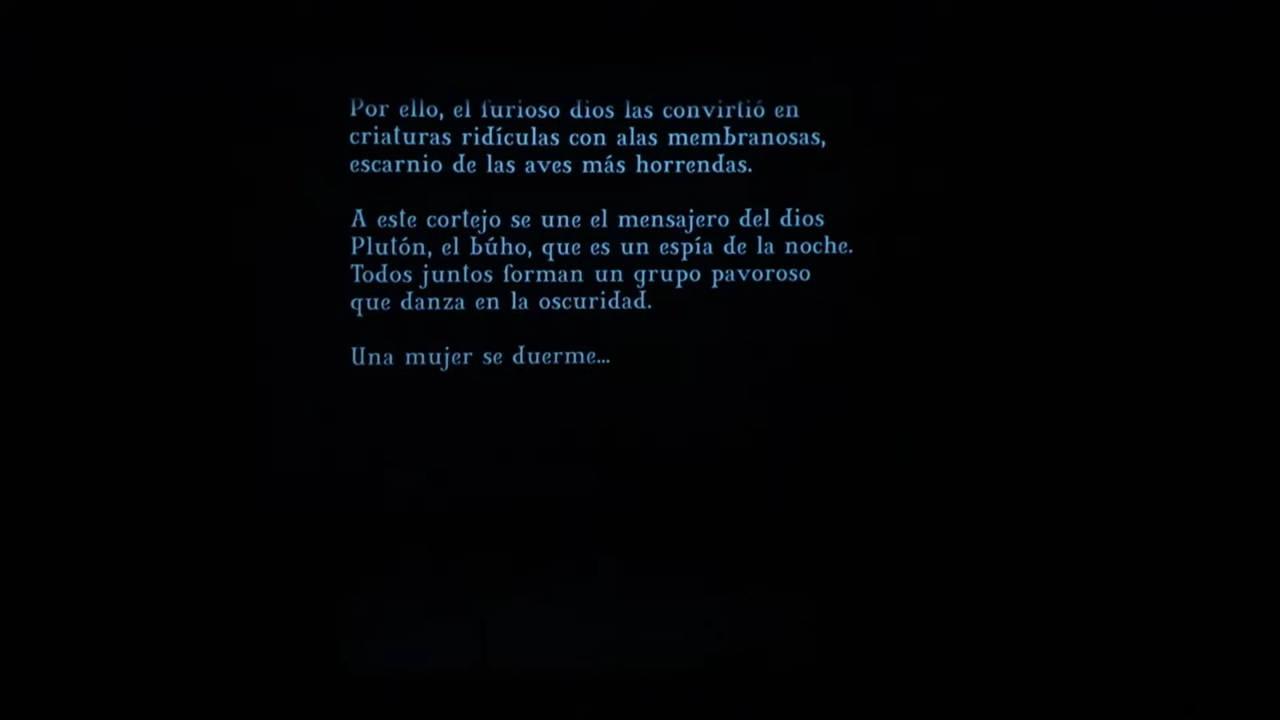 Por ello, el furioso dios las convirtió en
criaturas ridículas con alas membranosas,
escarnio de las aves más horrendas.
A este cortejo se une el mensajero del dios
Plutón, el búho, que es un espía de la noche.
Todos juntos forman un grupo pavoroso
que danza en la oscuridad.
Una mujer se duerme...